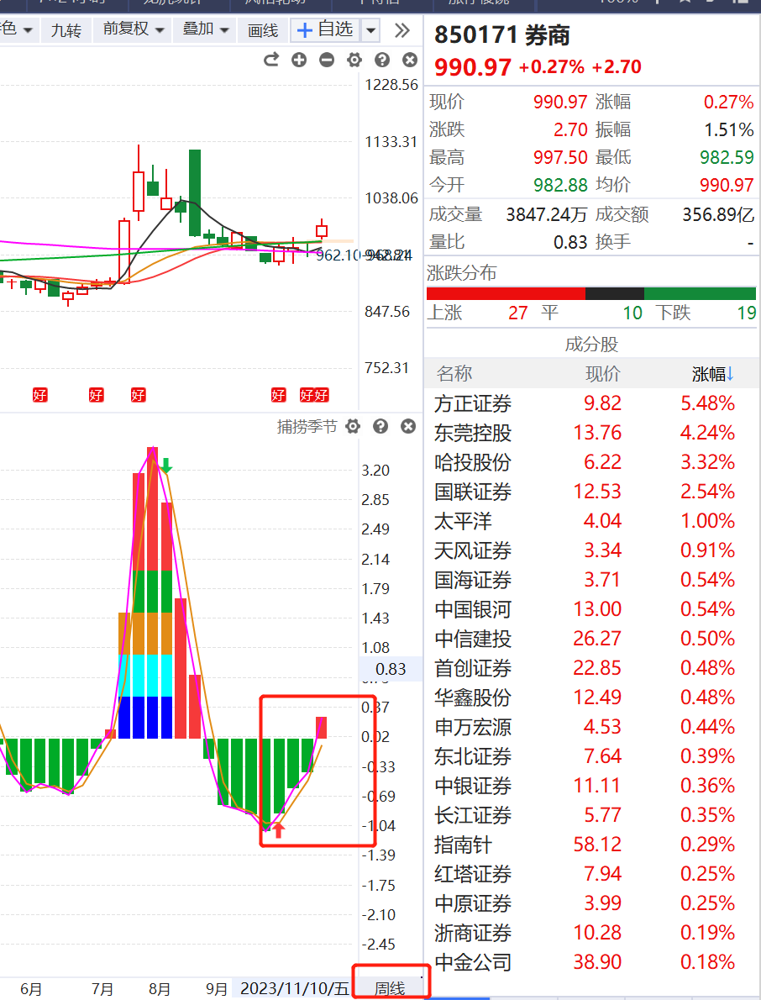 色 九转 前复权 叠加 画线 自选
1228.56
1133.31
1038.06
962.10-962.24
847.56
752.31
好 好 好 好 好好
捕捞季节
3.20
2.85
2.49
2.14
1.79
1.43
1.08
0.83
0.37
0.02
-0.33
-0.69
-1.04
-1.39
-1.75
-2.10
-2.45
6月 7月 8月 9月 2023/11/10/五 周线
850171 券商
990.97 +0.27% +2.70
现价 990.97 涨幅 0.27%
涨跌 2.70 振幅 1.51%
最高 997.50 最低 982.59
今开 982.88 均价 990.97
成交量 3847.24万 成交额 356.89亿
量比 0.83 换手 -
涨跌分布
上涨 27 平 10 下跌 19
成分股
名称 现价 涨幅↓
方正证券 9.82 5.48%
东莞控股 13.76 4.24%
哈投股份 6.22 3.32%
国联证券 12.53 2.54%
太平洋 4.04 1.00%
天风证券 3.34 0.91%
国海证券 3.71 0.54%
中国银河 13.00 0.54%
中信建投 26.27 0.50%
首创证券 22.85 0.48%
华鑫股份 12.49 0.48%
申万宏源 4.53 0.44%
东北证券 7.64 0.39%
中银证券 11.11 0.36%
长江证券 5.77 0.35%
指南针 58.12 0.29%
红塔证券 7.94 0.25%
中原证券 3.99 0.25%
浙商证券 10.28 0.19%
中金公司 38.90 0.18%